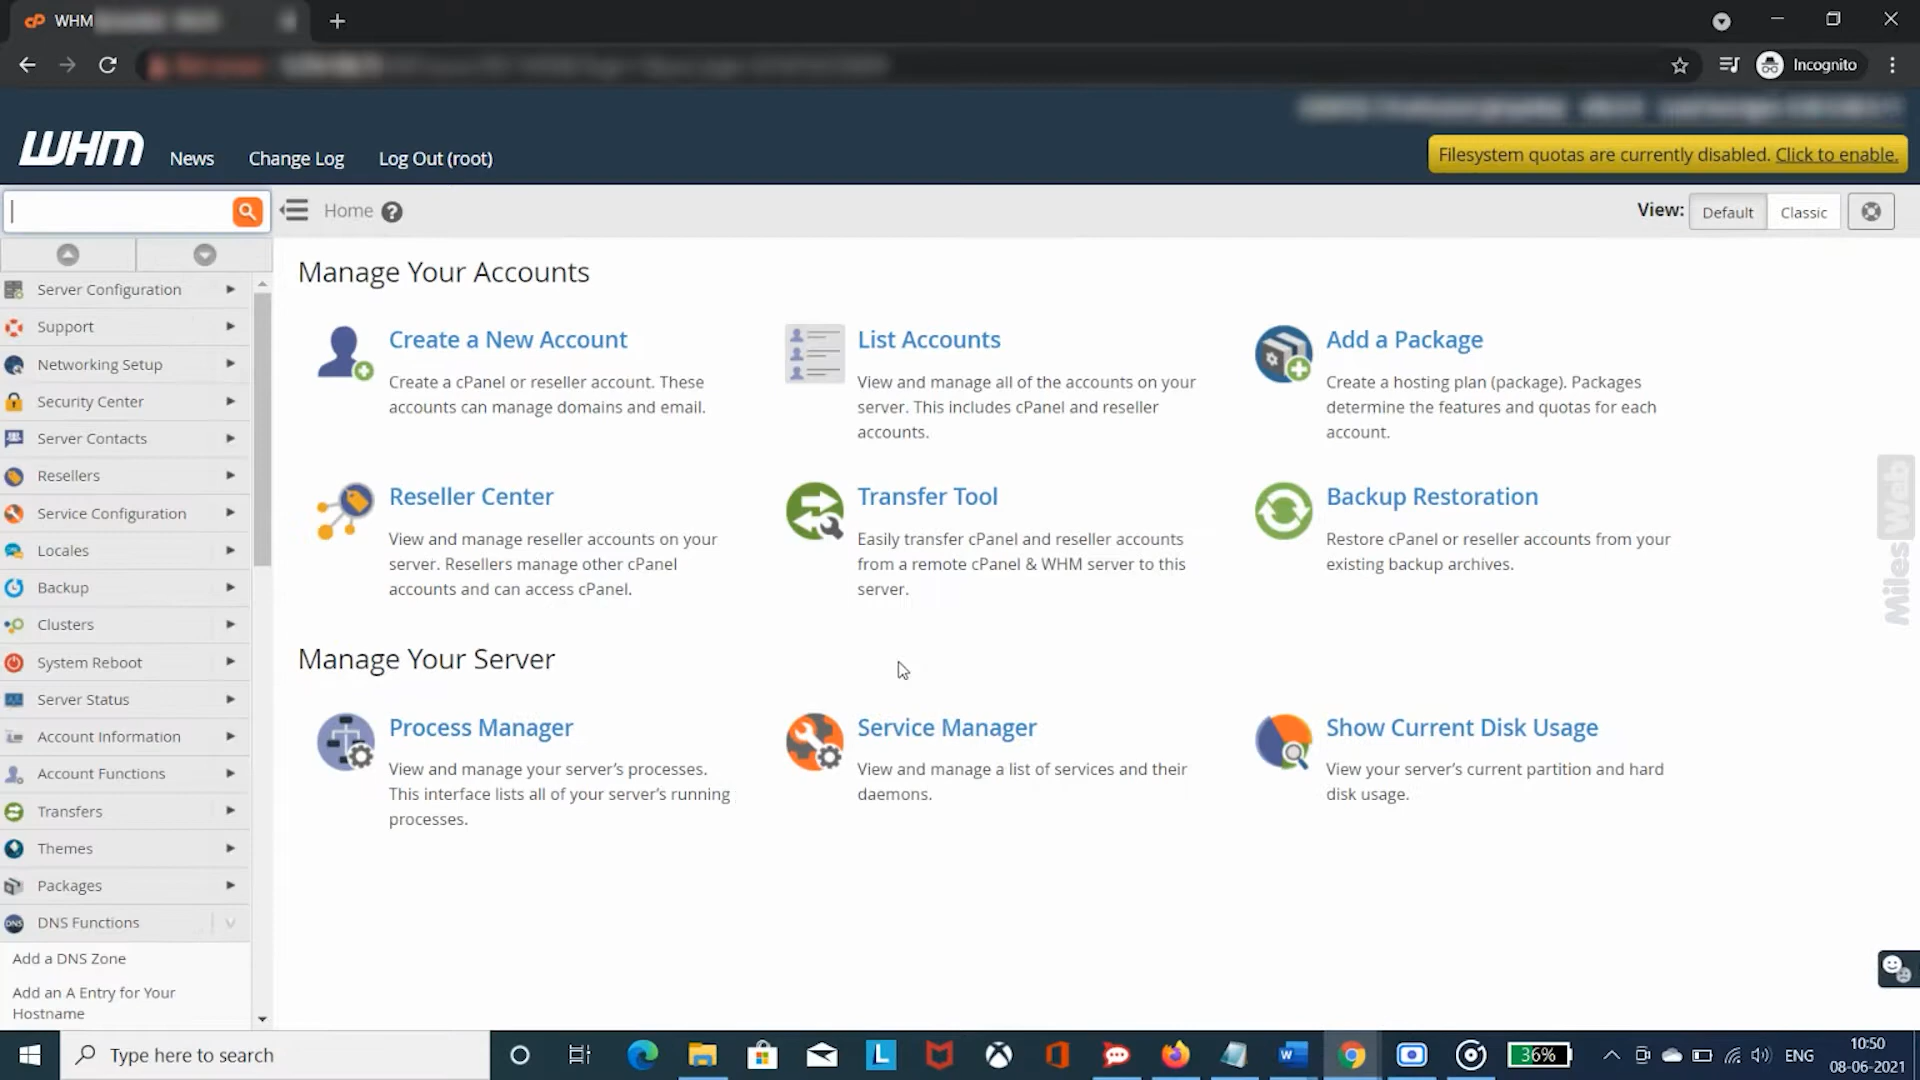 WHM
Incognito
WHM
News
Change Log
Log Out (root)
Filesystem quotas are currently disabled. Click to enable.
Home
View:
Default
Classic
Server Configuration
Support
Networking Setup
Security Center
Server Contacts
Resellers
Service Configuration
Locales
Backup
Clusters
System Reboot
Server Status
Account Information
Account Functions
Transfers
Themes
Packages
DNS Functions
Add a DNS Zone
Add an A Entry for Your
Hostname
Manage Your Accounts
Create a New Account
Create a cPanel or reseller account. These
accounts can manage domains and email.
List Accounts
View and manage all of the accounts on your
server. This includes cPanel and reseller
accounts.
Add a Package
Create a hosting plan (package). Packages
determine the features and quotas for each
account.
Reseller Center
View and manage reseller accounts on your
server. Resellers manage other cPanel
accounts and can access cPanel.
Transfer Tool
Easily transfer cPanel and reseller accounts
from a remote cPanel & WHM server to this
server.
Backup Restoration
Restore cPanel or reseller accounts from your
existing backup archives.
Manage Your Server
Process Manager
View and manage your server's processes.
This interface lists all of your server's running
processes.
Service Manager
View and manage a list of services and their
daemons.
Show Current Disk Usage
View your server's current partition and hard
disk usage.
MilesWeb
Type here to search
36%
ENG
10:50
08-06-2021